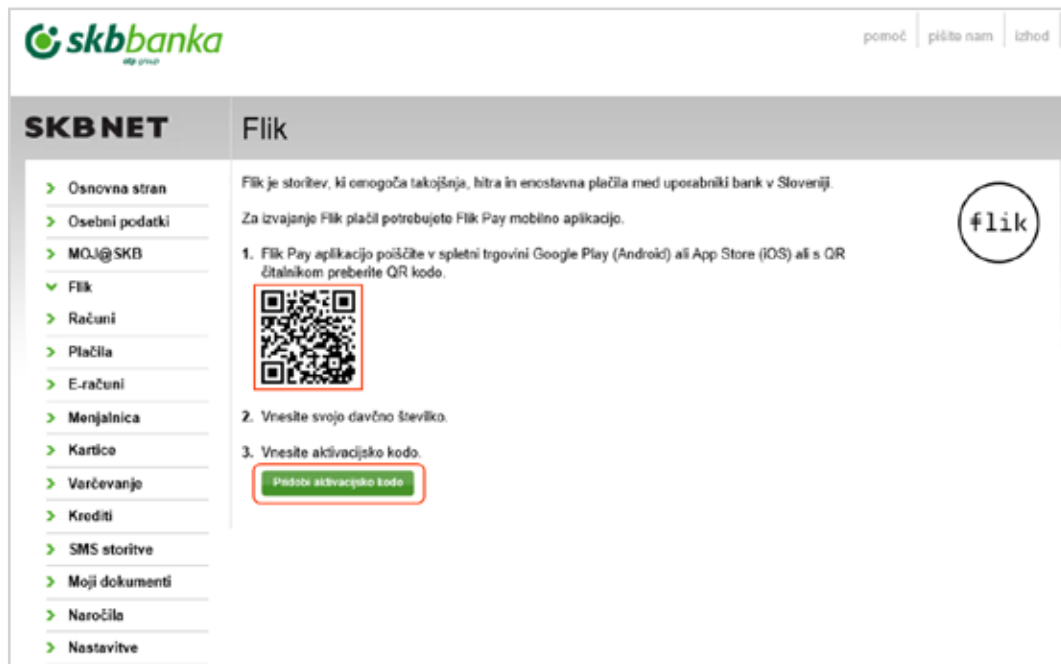 skbbanka
otp group
pomoč
pišite nam
izhod
SKB NET
Flik
Osnovna stran
Osebni podatki
MOJ@SKB
Flik
Računi
Plačila
E-računi
Menjalnica
Kartice
Varčevanje
Krediti
SMS storitve
Moji dokumenti
Naročila
Nastavitve
Flik je storitev, ki omogoča takojšnja, hitra in enostavna plačila med uporabniki bank v Sloveniji.
Za izvajanje Flik plačil potrebujete Flik Pay mobilno aplikacijo.
1. Flik Pay aplikacijo poiščite v spletni trgovini Google Play (Android) ali App Store (iOS) ali s QR
čitalnikom preberite QR kodo.
2. Vnesite svojo davčno številko.
3. Vnesite aktivacijsko kodo.
Pridobi aktivacijsko kodo
flik